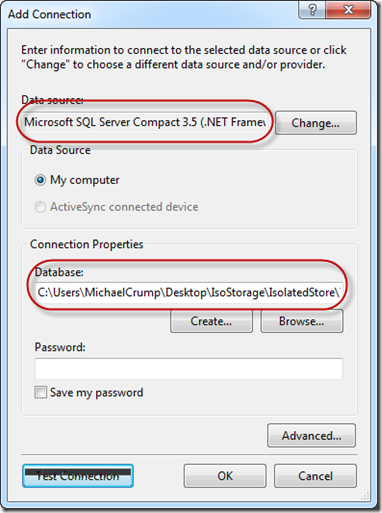 Add Connection
Enter information to connect to the selected data source or click
"Change" to choose a different data source and/or provider.
Data source:
Microsoft SQL Server Compact 3.5 (.NET Framew
Change...
Data Source
My computer
ActiveSync connected device
Connection Properties
Database:
C:\Users\MichaelCrump\Desktop\IsoStorage\IsolatedStore\
Create...
Browse...
Password:
Save my password
Advanced...
Test Connection
OK
Cancel